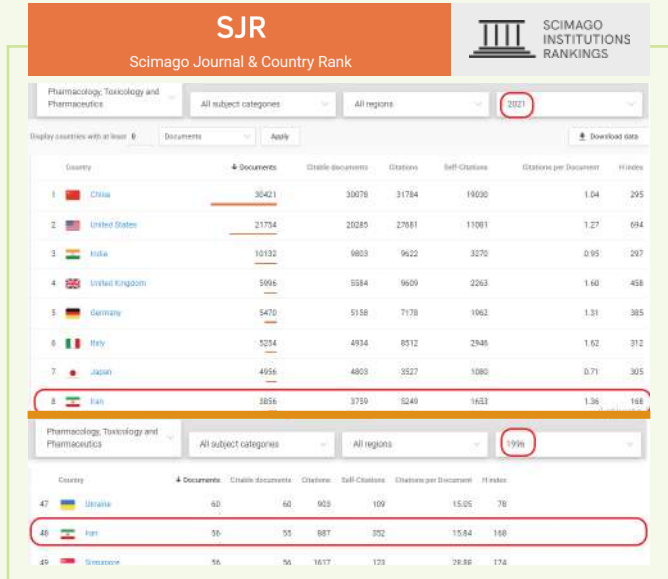 SJR
Scimago Journal & Country Rank
SCIMAGO
INSTITUTIONS
RANKINGS
Pharmacology, Toxicology and
Pharmaceutics
All subject categories
All regions
2021
Display countries with at least 0 Documents Apply Download data
Country Documents Citable documents Citations Self-Citations Citations per Document H index
1 China 30421 30078 31784 19030 1.04 295
2 United States 21754 20285 27681 11081 1.27 694
3 India 10132 9803 9622 3270 0.95 297
4 United Kingdom 5996 5584 9609 2263 1.60 458
5 Germany 5470 5158 7178 1962 1.31 385
6 Italy 5254 4934 8512 2946 1.62 312
7 Japan 4956 4803 3527 1080 0.71 305
8 Iran 3856 3759 5249 1653 1.36 168
Pharmacology, Toxicology and
Pharmaceutics
All subject categories
All regions
1996
Country Documents Citable documents Citations Self-Citations Citations per Document H index
47 Ukraine 60 60 903 109 15.05 78
48 Iran 56 55 887 352 15.84 168
49 Singapore 56 56 1617 123 28.88 174